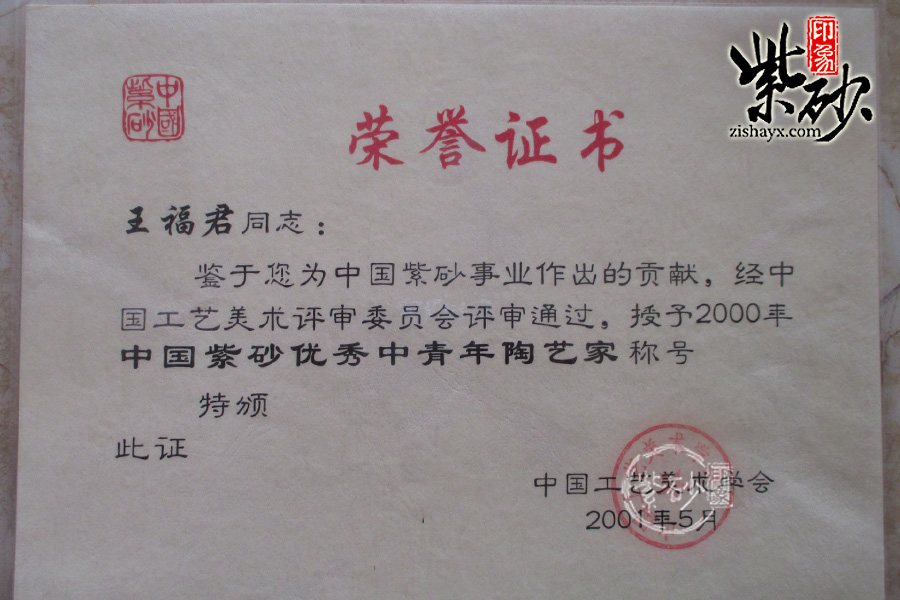 紫砂
印象
zishayx.com
中國
紫砂
荣誉证书
王福君同志：
鉴于您为中国紫砂事业作出的贡献，经中
国工艺美术评审委员会评审通过，授予2000年
中国紫砂优秀中青年陶艺家称号
特颁
此证
中国工艺美术学会
2001年5月